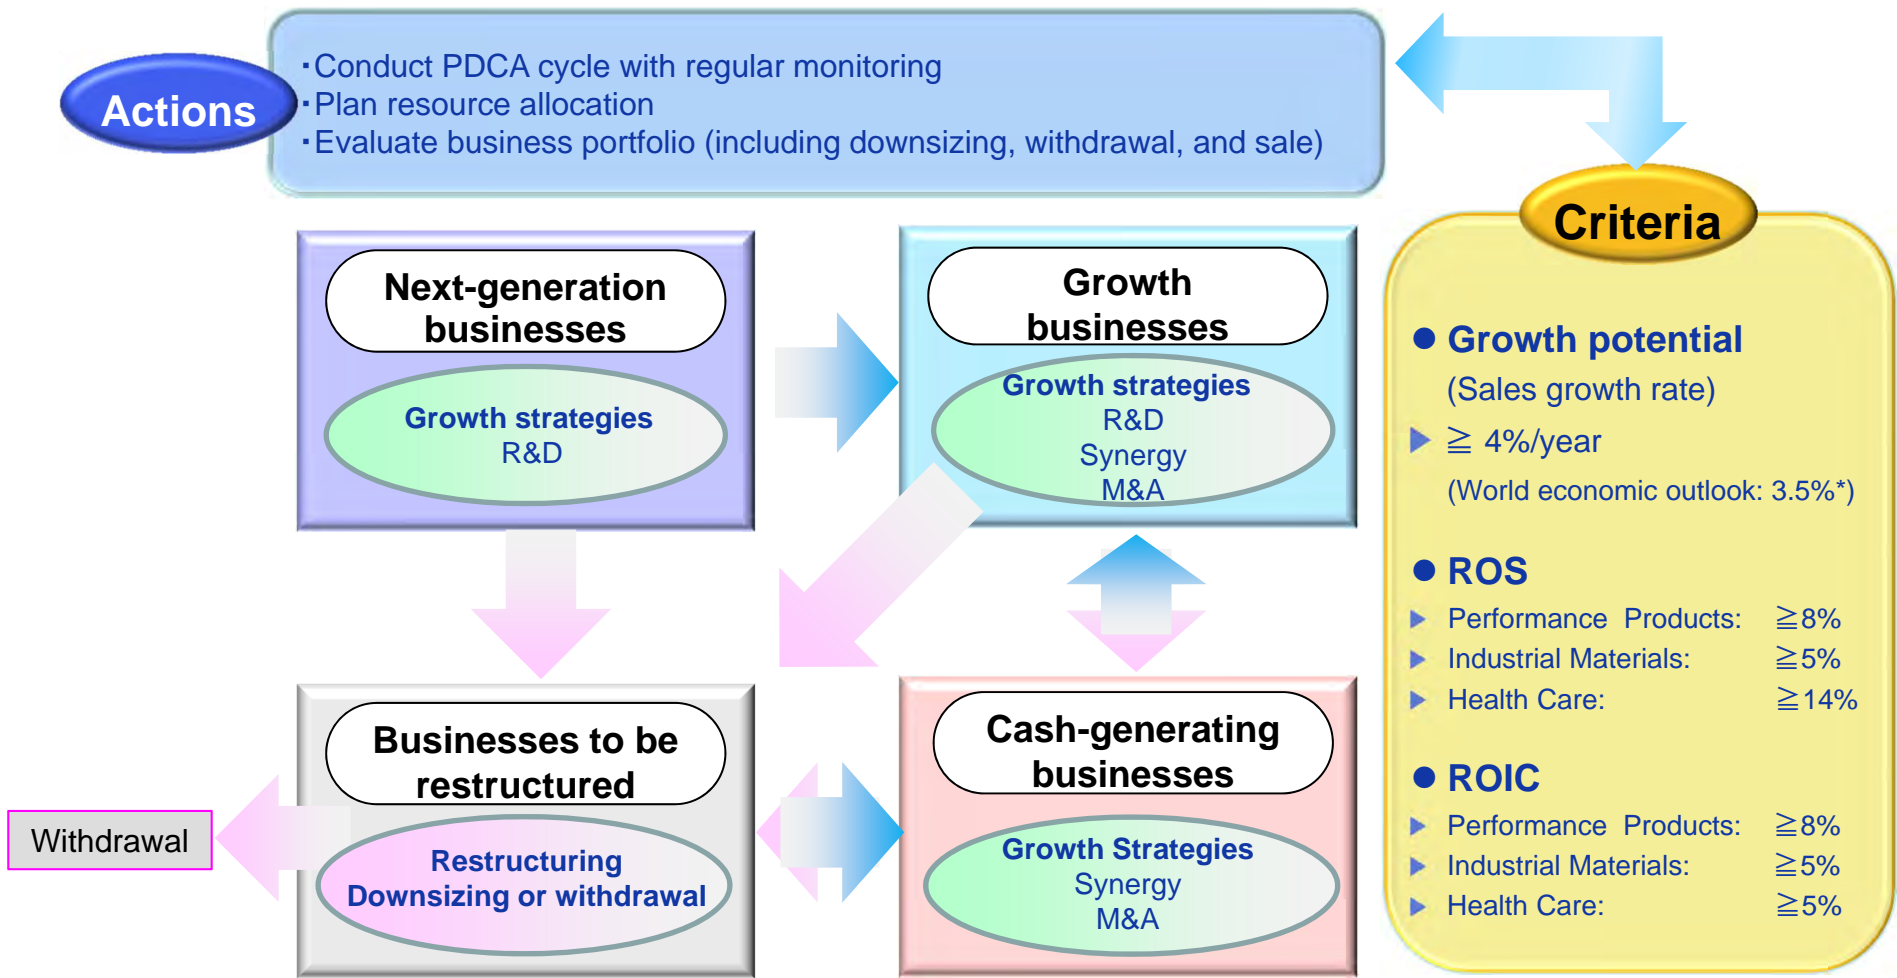 Actions
・Conduct PDCA cycle with regular monitoring
・Plan resource allocation
・Evaluate business portfolio (including downsizing, withdrawal, and sale)
Next-generation
businesses
Growth strategies
R&D
Growth
businesses
Growth strategies
R&D
Synergy
M&A
Businesses to be
restructured
Restructuring
Downsizing or withdrawal
Withdrawal
Cash-generating
businesses
Growth Strategies
Synergy
M&A
Criteria
● Growth potential
(Sales growth rate)
≧ 4%/year
(World economic outlook: 3.5%*)
● ROS
Performance Products: ≧8%
Industrial Materials: ≧5%
Health Care: ≧14%
● ROIC
Performance Products: ≧8%
Industrial Materials: ≧5%
Health Care: ≧5%